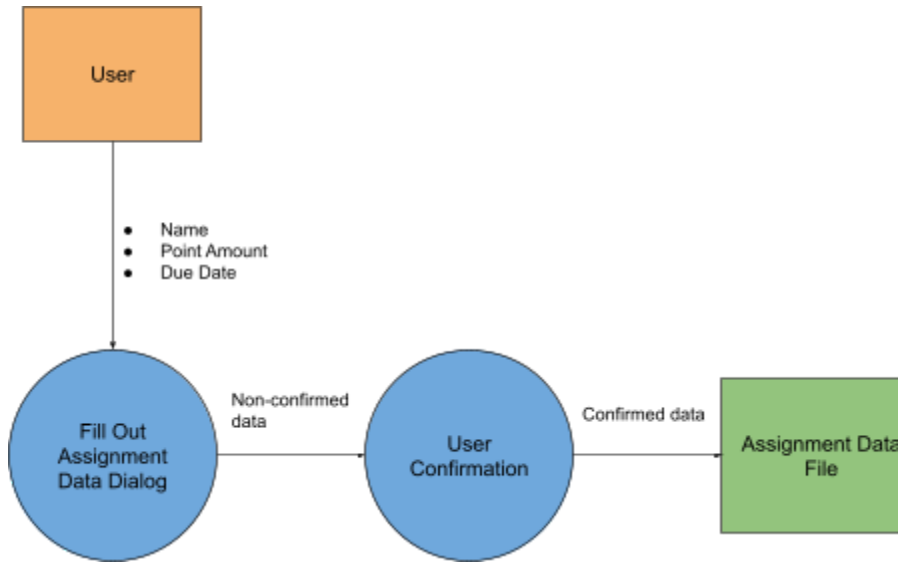 User
● Name
● Point Amount
● Due Date
Fill Out
Assignment
Data Dialog
Non-confirmed
data
User
Confirmation
Confirmed data
Assignment Data
File